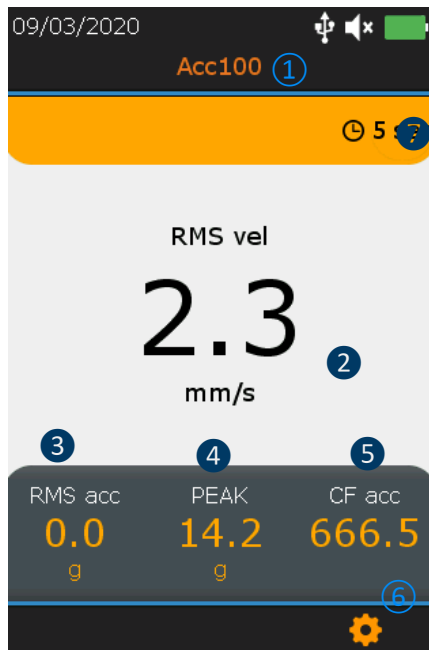 09/03/2020
Acc100 ①
5 s 7
RMS vel
2.3
2
mm/s
3 4 5
RMS acc PEAK CF acc
0.0 14.2 666.5
g g
⑥